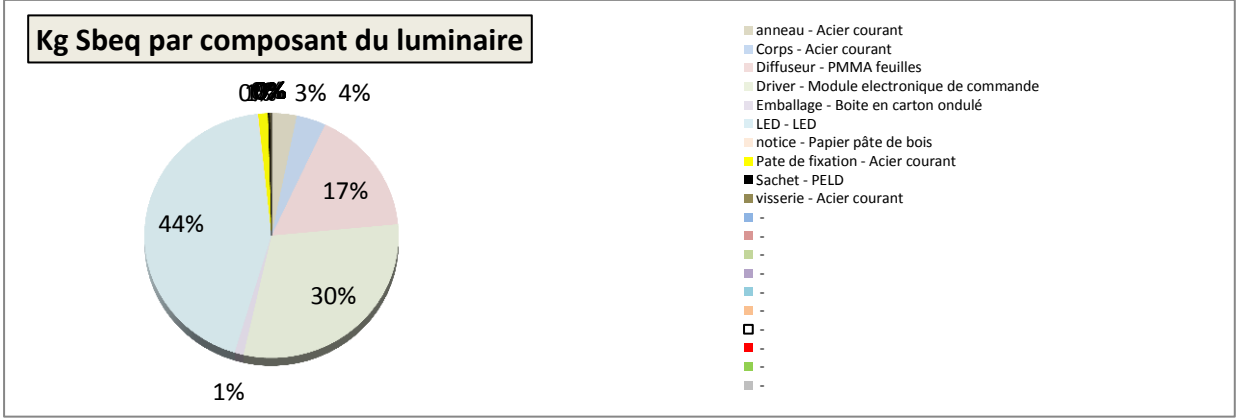 Kg Sbeq par composant du luminaire
3%
4%
17%
44%
30%
1%
anneau - Acier courant
Corps - Acier courant
Diffuseur - PMMA feuilles
Driver - Module electronique de commande
Emballage - Boite en carton ondulé
LED - LED
notice - Papier pâte de bois
Pate de fixation - Acier courant
Sachet - PELD
visserie - Acier courant
-
-
-
-
-
-
-
-
-
-